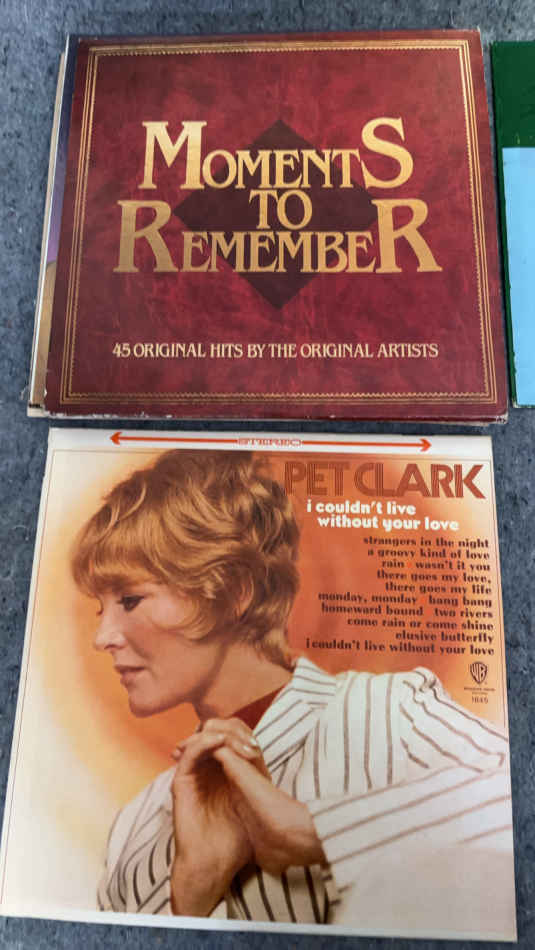 MOMENTS
TO
REMEMBER
45 ORIGINAL HITS BY THE ORIGINAL ARTISTS
STEREO
PET CLARK
i couldn't live
without your love
strangers in the night
a groovy kind of love
rain wasn't it you
there goes my love,
there goes my life
monday, monday bang bang
homeward bound two rivers
come rain or come shine
elusive butterfly
i couldn't live without your love
WB
1645